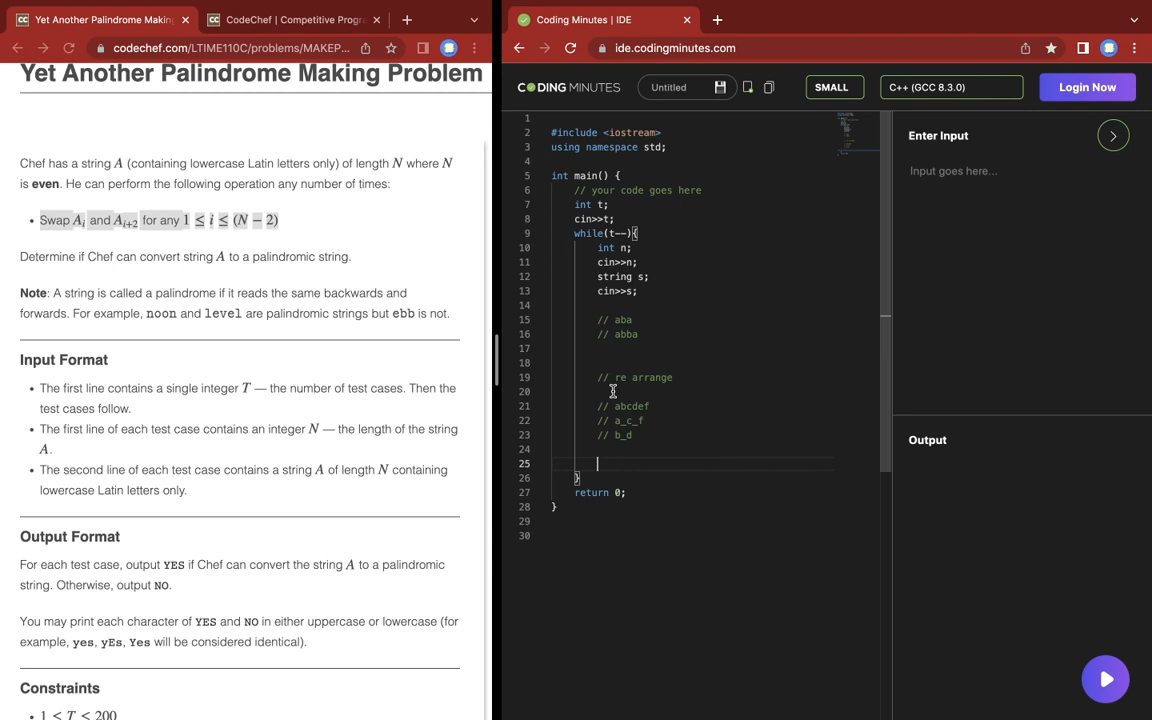 Yet Another Palindrome Making
CodeChef | Competitive Progra
codechef.com/LTIME110C/problems/MAKEP...
Yet Another Palindrome Making Problem
Chef has a string A (containing lowercase Latin letters only) of length N where N
is even. He can perform the following operation any number of times:
• Swap Aᵢ and Aᵢ₊₂ for any 1 ≤ i ≤ (N − 2)
Determine if Chef can convert string A to a palindromic string.
Note: A string is called a palindrome if it reads the same backwards and
forwards. For example, noon and level are palindromic strings but ebb is not.
Input Format
• The first line contains a single integer T — the number of test cases. Then the
test cases follow.
• The first line of each test case contains an integer N — the length of the string
A.
• The second line of each test case contains a string A of length N containing
lowercase Latin letters only.
Output Format
For each test case, output YES if Chef can convert the string A to a palindromic
string. Otherwise, output NO.
You may print each character of YES and NO in either uppercase or lowercase (for
example, yes, yEs, Yes will be considered identical).
Constraints
• 1 ≤ T ≤ 200
Coding Minutes | IDE
ide.codingminutes.com
CODING MINUTES
Untitled
SMALL
C++ (GCC 8.3.0)
Login Now
1
2 #include <iostream>
3 using namespace std;
4
5 int main() {
6 // your code goes here
7 int t;
8 cin>>t;
9 while(t--){
10 int n;
11 cin>>n;
12 string s;
13 cin>>s;
14
15 // aba
16 // abba
17
18
19 // re arrange
20
21 // abcdef
22 // a_c_f
23 // b_d
24
25
26 }
27 return 0;
28 }
29
30
Enter Input
Input goes here...
Output